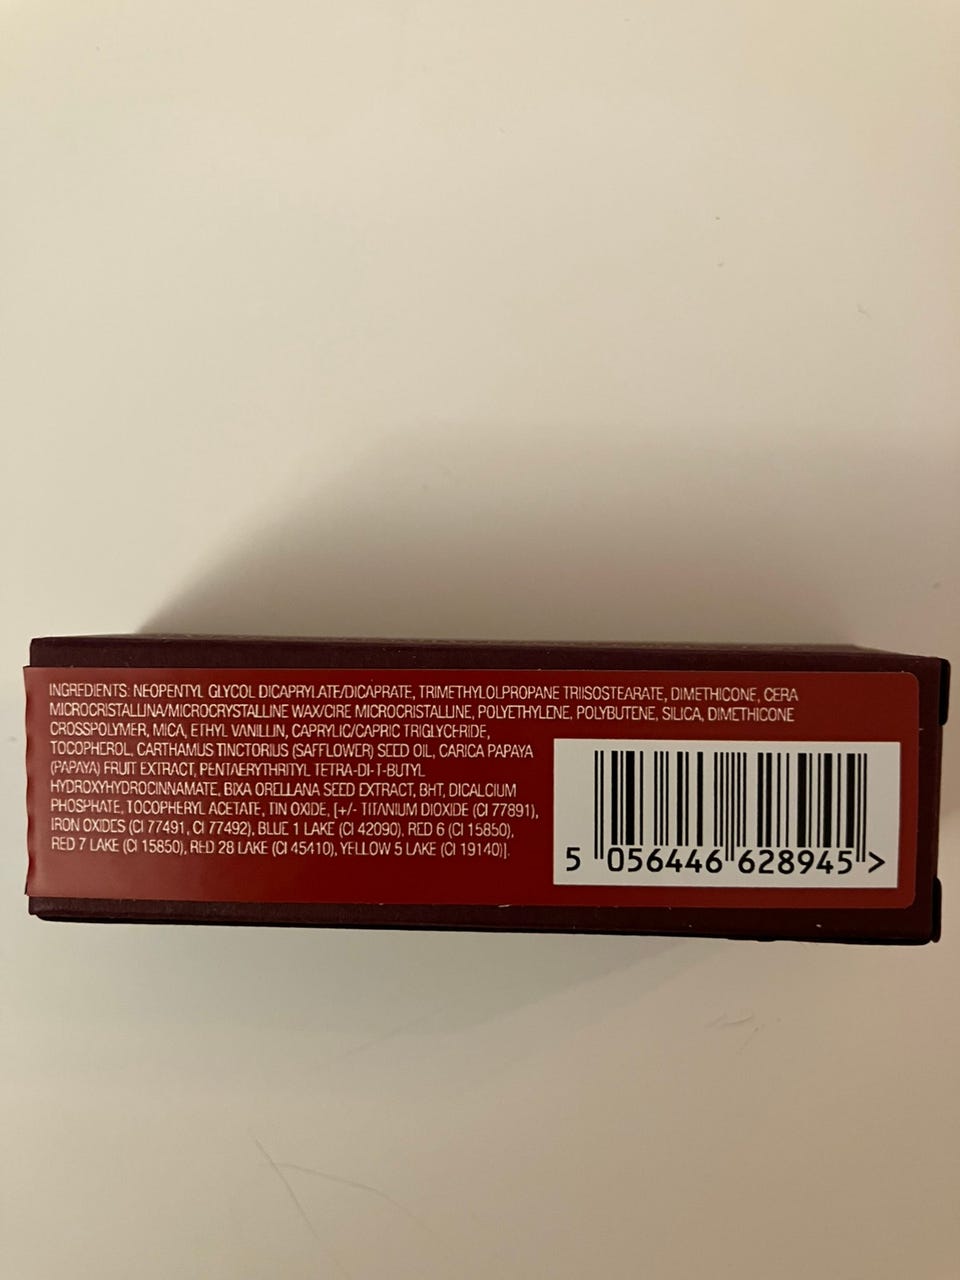 INGREDIENTS: NEOPENTYL GLYCOL DICAPRYLATE/DICAPRATE, TRIMETHYLOLPROPANE TRIISOSTEARATE, DIMETHICONE, CERA
MICROCRISTALLINA/MICROCRYSTALLINE WAX/CIRE MICROCRISTALLINE, POLYETHYLENE, POLYBUTENE, SILICA, DIMETHICONE
CROSSPOLYMER, MICA, ETHYL VANILLIN, CAPRYLIC/CAPRIC TRIGLYCERIDE,
TOCOPHEROL, CARTHAMUS TINCTORIUS (SAFFLOWER) SEED OIL, CARICA PAPAYA
(PAPAYA) FRUIT EXTRACT, PENTAERYTHRITYL TETRA-DI-T-BUTYL
HYDROXYHYDROCINNAMATE, BIXA ORELLANA SEED EXTRACT, BHT, DICALCIUM
PHOSPHATE, TOCOPHERYL ACETATE, TIN OXIDE, [+/- TITANIUM DIOXIDE (CI 77891),
IRON OXIDES (CI 77491, CI 77492), BLUE 1 LAKE (CI 42090), RED 6 (CI 15850),
RED 7 LAKE (CI 15850), RED 28 LAKE (CI 45410), YELLOW 5 LAKE (CI 19140)].
5 056446 628945 >